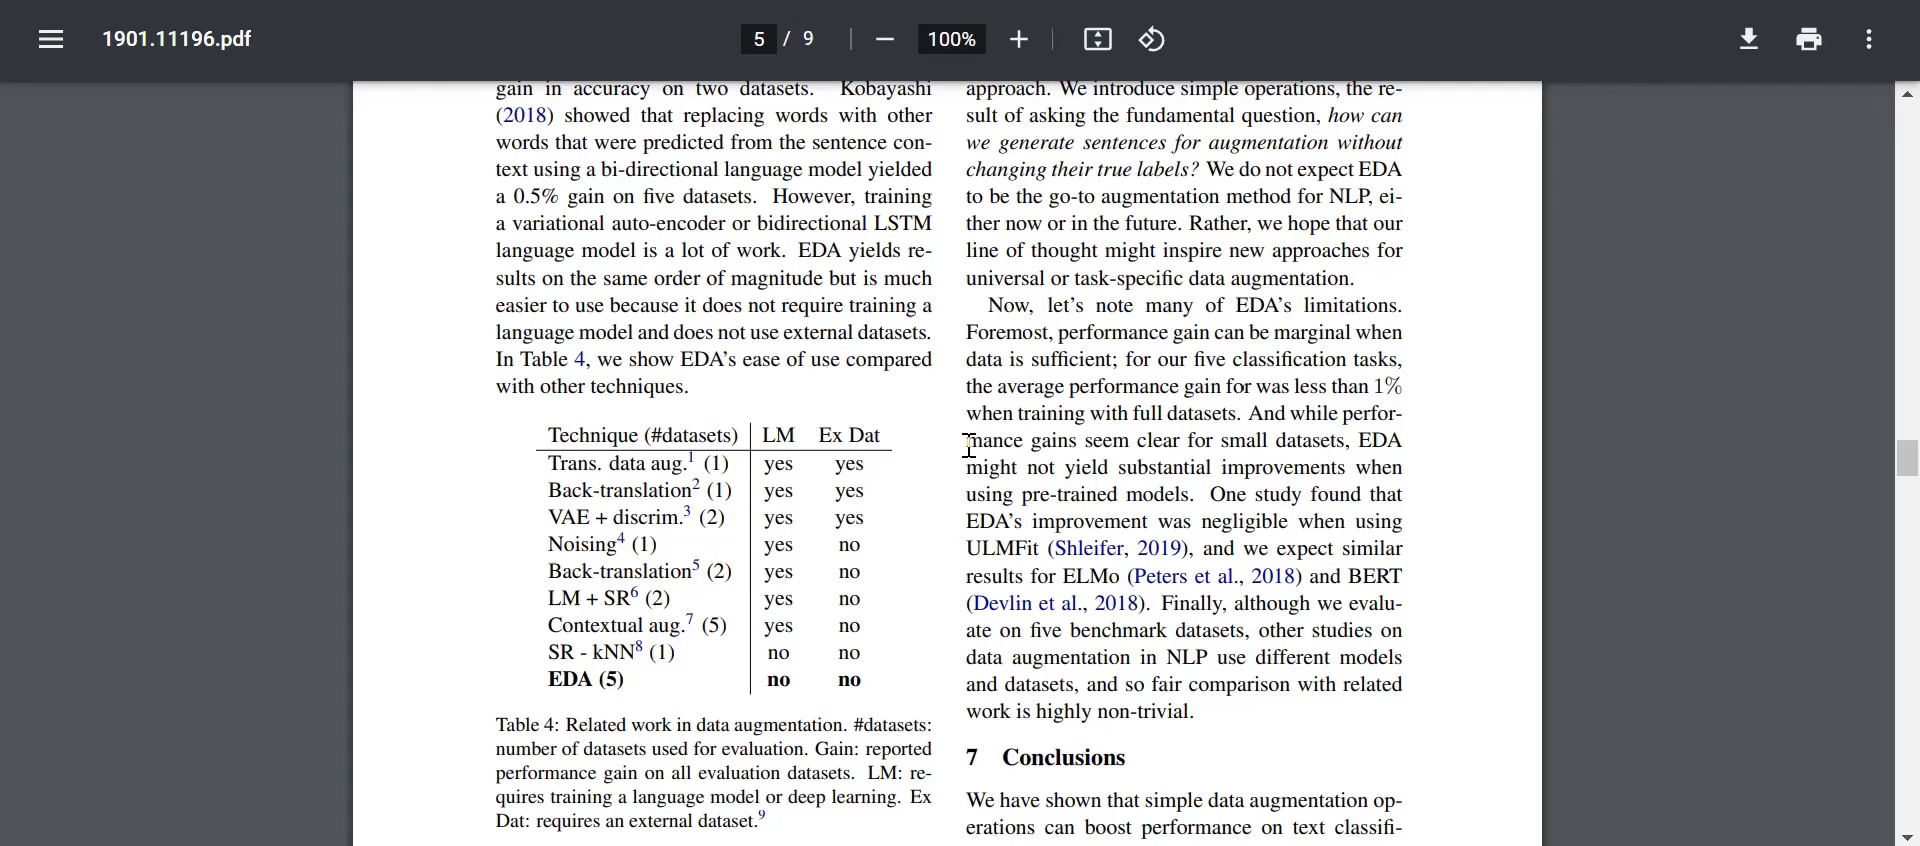 1901.11196.pdf
5 / 9
100%
gain in accuracy on two datasets. Kobayashi
(2018) showed that replacing words with other
words that were predicted from the sentence con-
text using a bi-directional language model yielded
a 0.5% gain on five datasets. However, training
a variational auto-encoder or bidirectional LSTM
language model is a lot of work. EDA yields re-
sults on the same order of magnitude but is much
easier to use because it does not require training a
language model and does not use external datasets.
In Table 4, we show EDA's ease of use compared
with other techniques.
Technique (#datasets) LM Ex Dat
Trans. data aug.1 (1) yes yes
Back-translation2 (1) yes yes
VAE + discrim.3 (2) yes yes
Noising4 (1) yes no
Back-translation5 (2) yes no
LM + SR6 (2) yes no
Contextual aug.7 (5) yes no
SR - kNN8 (1) no no
EDA (5) no no
Table 4: Related work in data augmentation. #datasets:
number of datasets used for evaluation. Gain: reported
performance gain on all evaluation datasets. LM: re-
quires training a language model or deep learning. Ex
Dat: requires an external dataset.9
approach. We introduce simple operations, the re-
sult of asking the fundamental question, how can
we generate sentences for augmentation without
changing their true labels? We do not expect EDA
to be the go-to augmentation method for NLP, ei-
ther now or in the future. Rather, we hope that our
line of thought might inspire new approaches for
universal or task-specific data augmentation.
Now, let's note many of EDA's limitations.
Foremost, performance gain can be marginal when
data is sufficient; for our five classification tasks,
the average performance gain for was less than 1%
when training with full datasets. And while perfor-
mance gains seem clear for small datasets, EDA
might not yield substantial improvements when
using pre-trained models. One study found that
EDA's improvement was negligible when using
ULMFit (Shleifer, 2019), and we expect similar
results for ELMo (Peters et al., 2018) and BERT
(Devlin et al., 2018). Finally, although we evalu-
ate on five benchmark datasets, other studies on
data augmentation in NLP use different models
and datasets, and so fair comparison with related
work is highly non-trivial.
7 Conclusions
We have shown that simple data augmentation op-
erations can boost performance on text classifi-